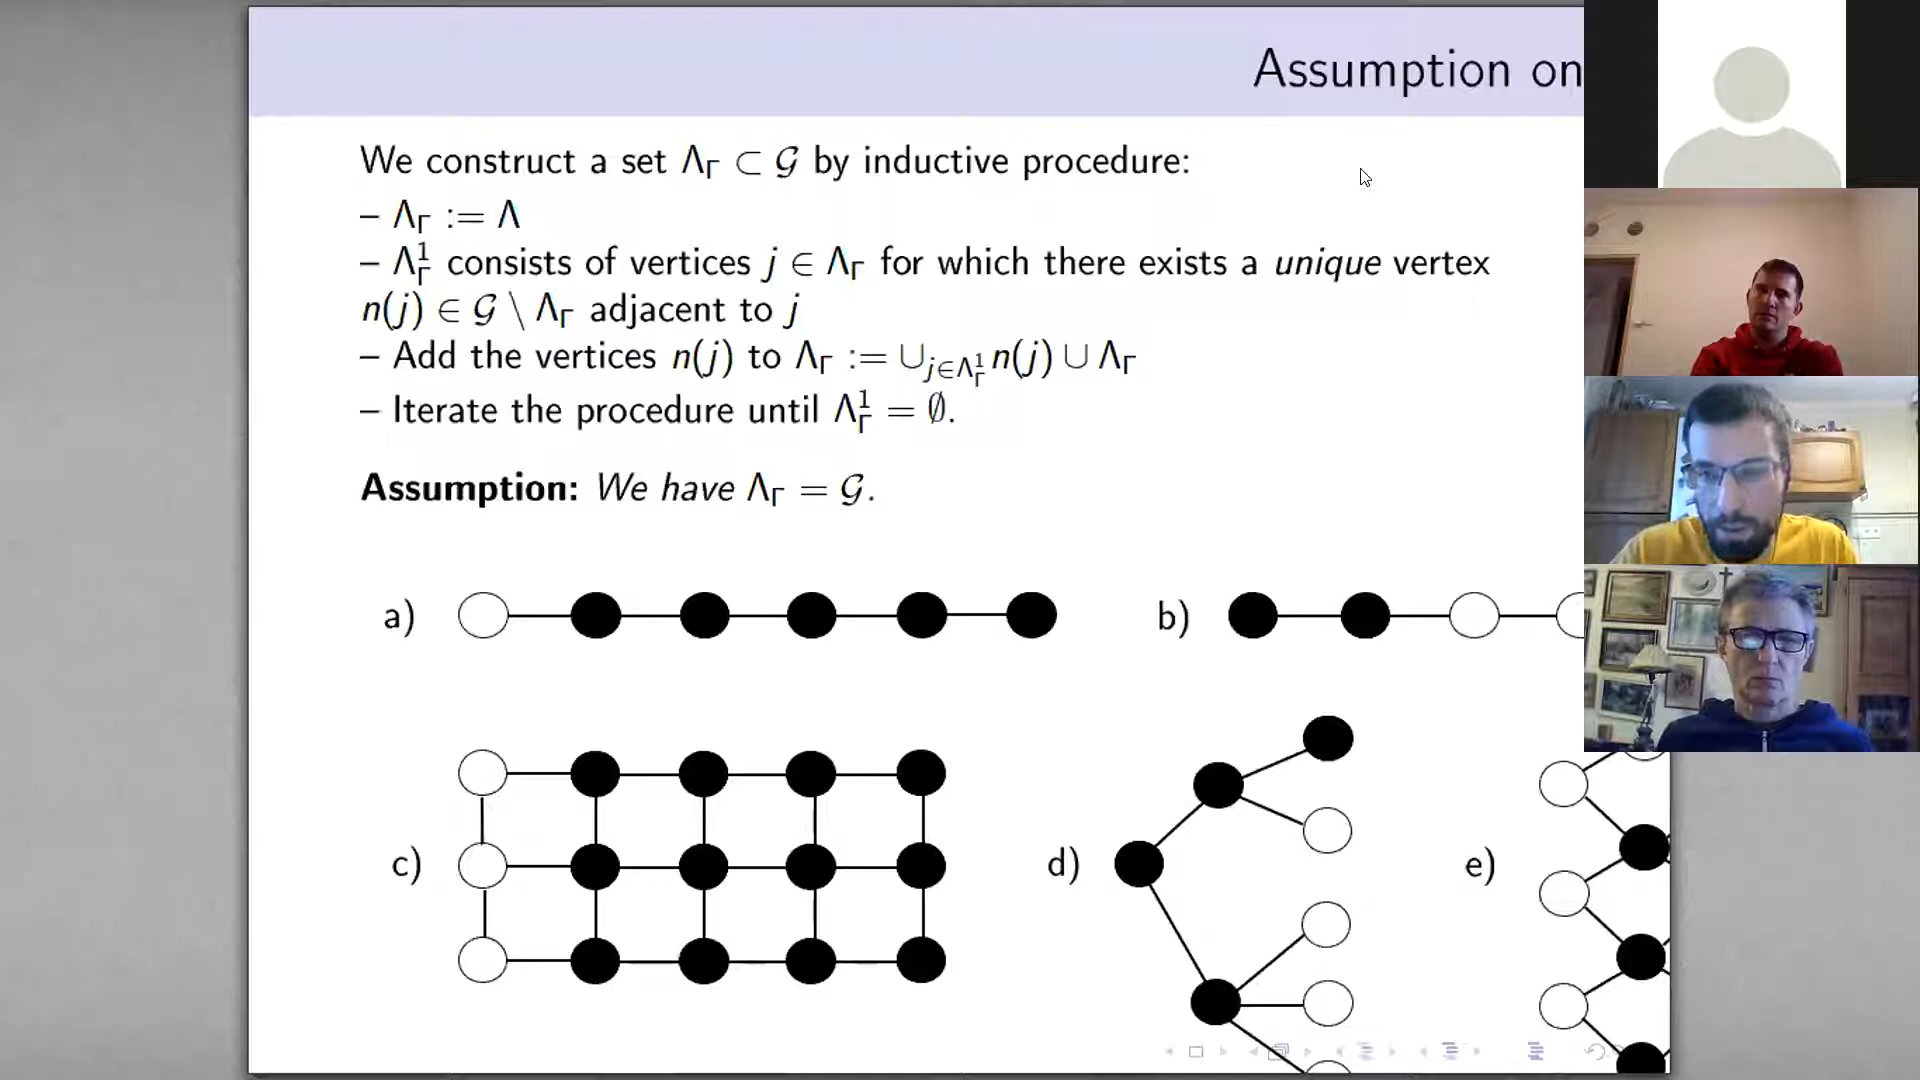 Assumption on
We construct a set Λ_Γ ⊂ 𝒢 by inductive procedure:
– Λ_Γ := Λ
– Λ_Γ^1 consists of vertices j ∈ Λ_Γ for which there exists a unique vertex
n(j) ∈ 𝒢 \ Λ_Γ adjacent to j
– Add the vertices n(j) to Λ_Γ := ∪_{j∈Λ_Γ^1} n(j) ∪ Λ_Γ
– Iterate the procedure until Λ_Γ^1 = ∅.
Assumption: We have Λ_Γ = 𝒢.
a)
b)
c)
d)
e)